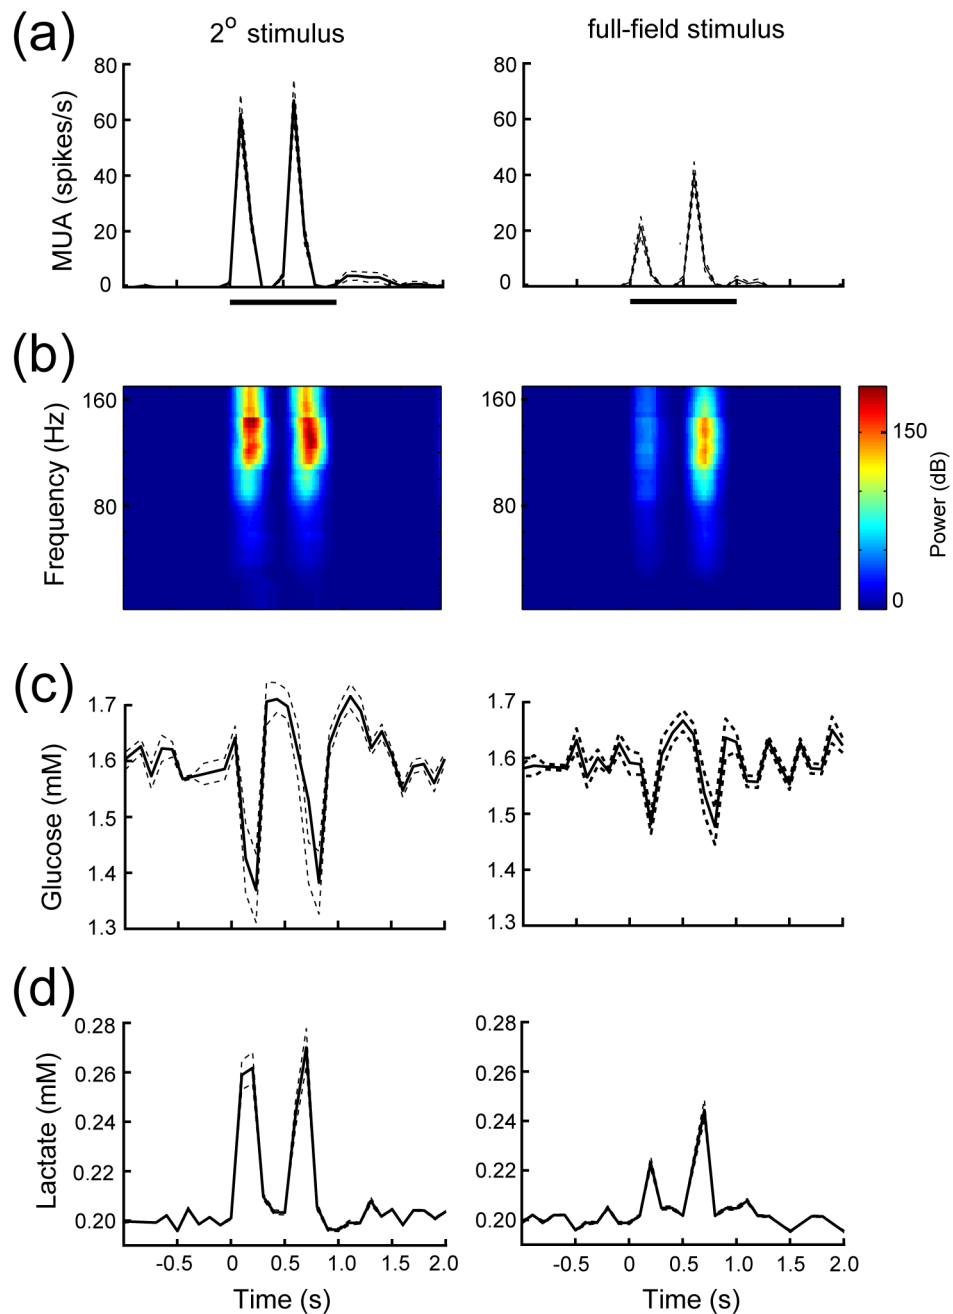 (a)
2° stimulus
full-field stimulus
MUA (spikes/s)
80
60
40
20
0
80
60
40
20
0
(b)
Frequency (Hz)
160
80
160
80
150
0
Power (dB)
(c)
Glucose (mM)
1.7
1.6
1.5
1.4
1.3
1.7
1.6
1.5
1.4
1.3
(d)
Lactate (mM)
0.28
0.26
0.24
0.22
0.20
0.28
0.26
0.24
0.22
0.20
-0.5 0 0.5 1.0 1.5 2.0
-0.5 0 0.5 1.0 1.5 2.0
Time (s)
Time (s)